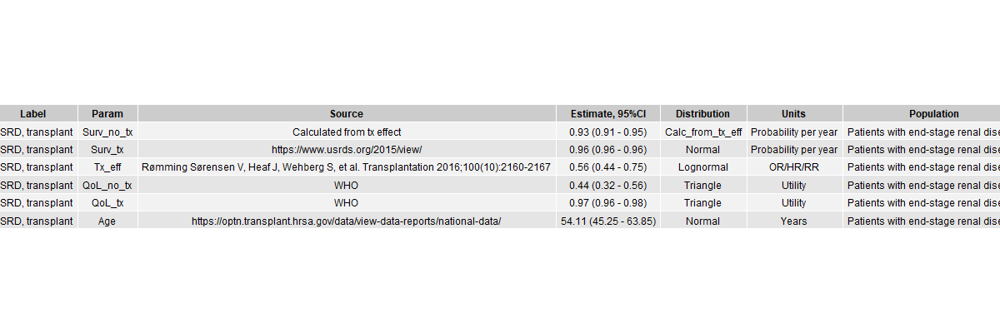 Label Param Source Estimate, 95%CI Distribution Units Population
SRD, transplant Surv_no_tx Calculated from tx effect 0.93 (0.91 - 0.95) Calc_from_tx_eff Probability per year Patients with end-stage renal dise
SRD, transplant Surv_tx https://www.usrds.org/2015/view/ 0.96 (0.96 - 0.96) Normal Probability per year Patients with end-stage renal dise
SRD, transplant Tx_eff Rømming Sørensen V, Heaf J, Wehberg S, et al. Transplantation 2016;100(10):2160-2167 0.56 (0.44 - 0.75) Lognormal OR/HR/RR Patients with end-stage renal dise
SRD, transplant QoL_no_tx WHO 0.44 (0.32 - 0.56) Triangle Utility Patients with end-stage renal dise
SRD, transplant QoL_tx WHO 0.97 (0.96 - 0.98) Triangle Utility Patients with end-stage renal dise
SRD, transplant Age https://optn.transplant.hrsa.gov/data/view-data-reports/national-data/ 54.11 (45.25 - 63.85) Normal Years Patients with end-stage renal dise